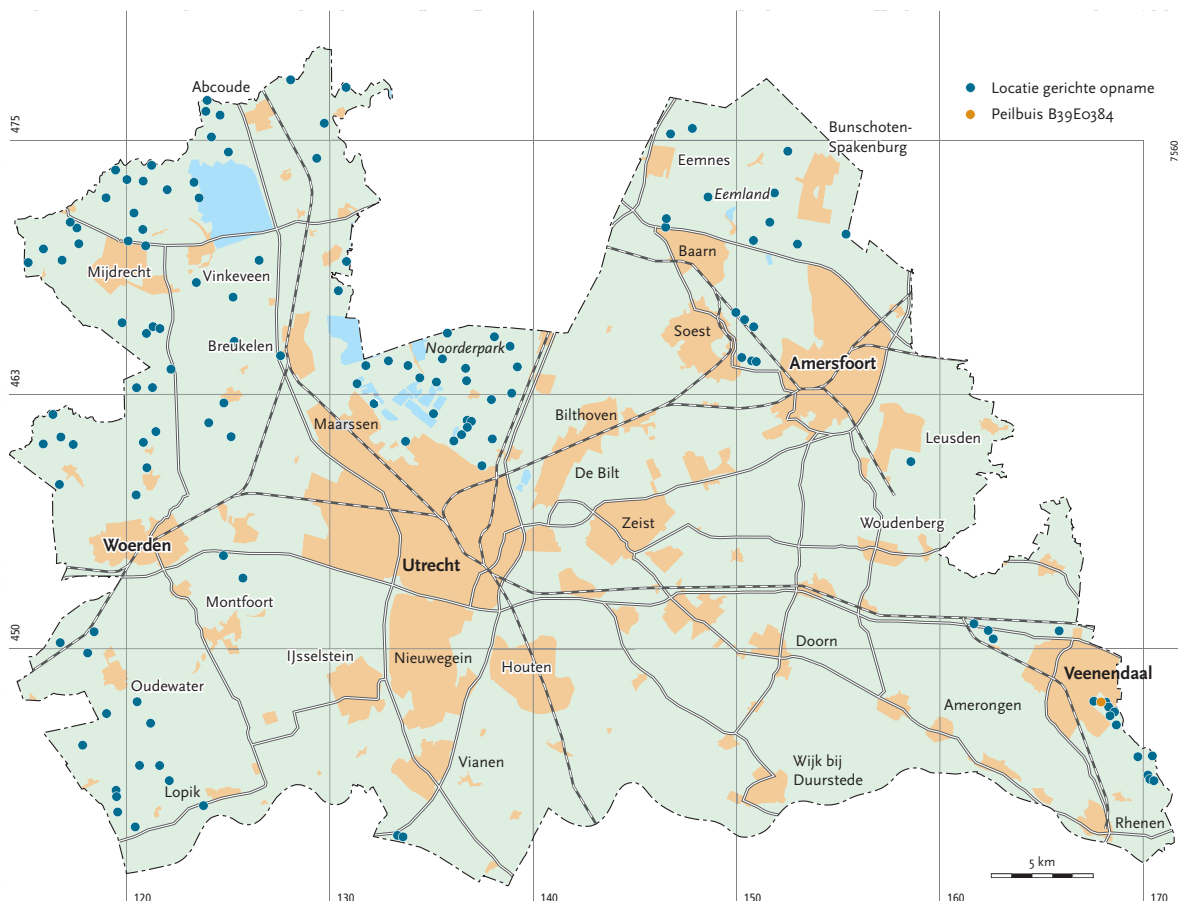 Abcoude
Locatie gerichte opname
Peilbuis B39E0384
475
7560
Bunschoten-
Spakenburg
Eemnes
Eemland
Baarn
Mijdrecht
Vinkeveen
Soest
Breukelen
Noorderpark
Amersfoort
463
Maarssen
Bilthoven
Leusden
De Bilt
Zeist
Woudenberg
Woerden
Utrecht
Montfoort
450
Doorn
IJsselstein
Nieuwegein
Houten
Veenendaal
Oudewater
Amerongen
Vianen
Wijk bij
Duurstede
Lopik
Rhenen
5 km
120
130
140
150
160
170